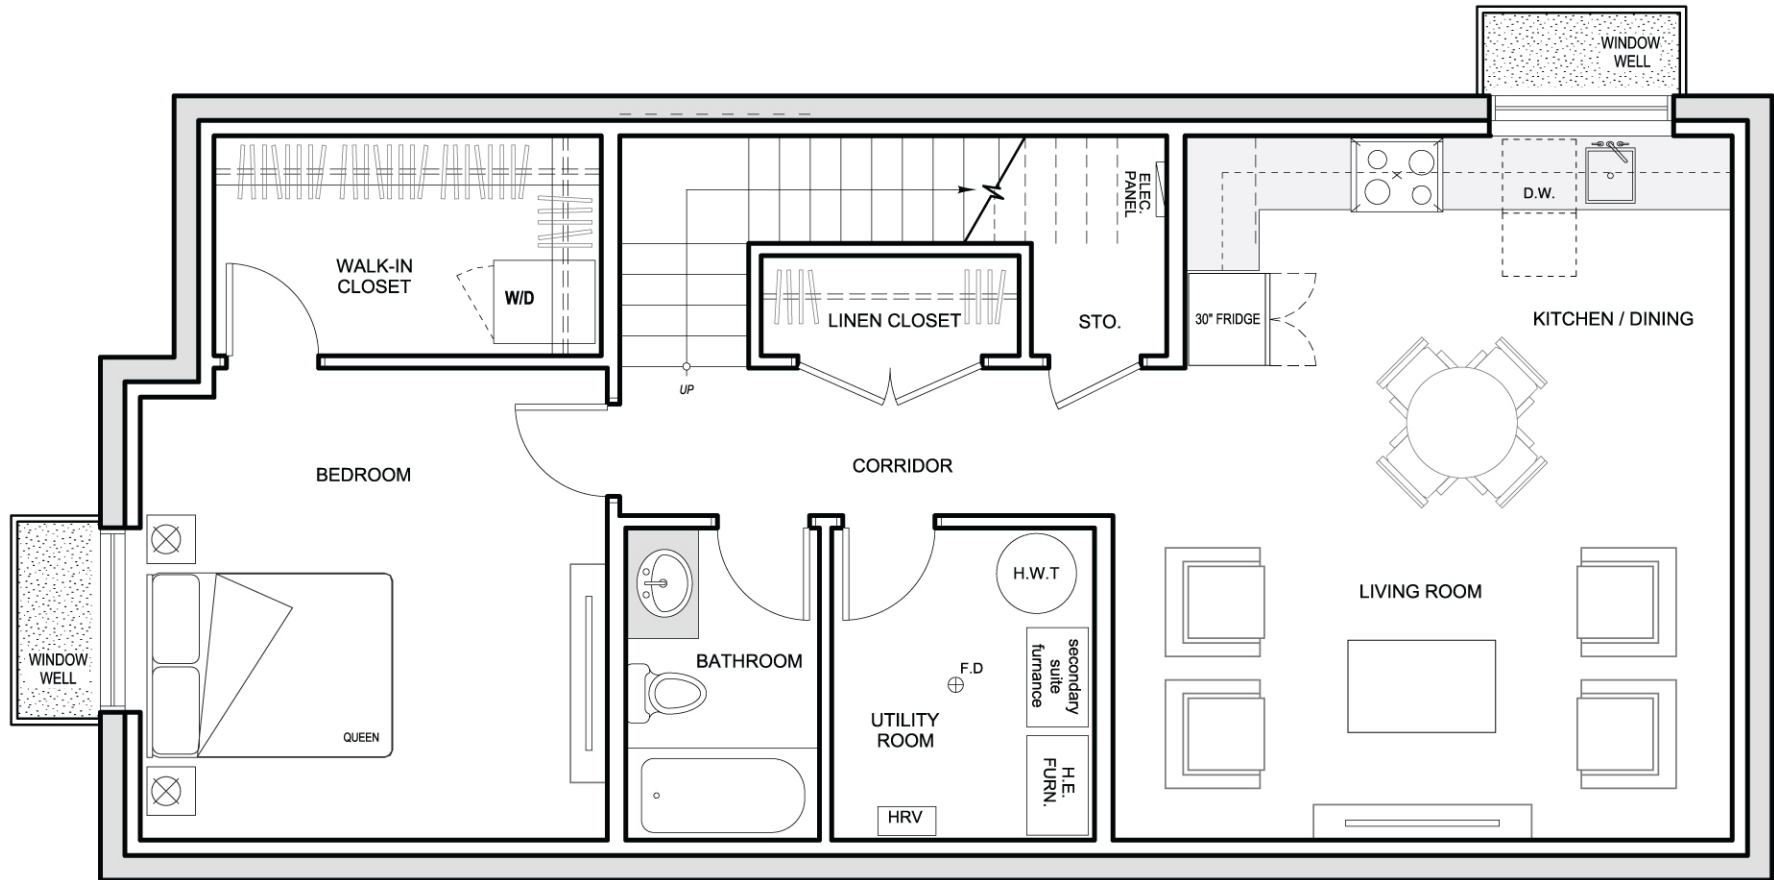 WINDOW
WELL
ELEC.
PANEL
D.W.
WALK-IN
CLOSET
W/D
LINEN CLOSET
STO.
30" FRIDGE
KITCHEN / DINING
UP
BEDROOM
CORRIDOR
H.W.T
LIVING ROOM
WINDOW
WELL
BATHROOM
F.D
secondary
suite
furnance
UTILITY
ROOM
QUEEN
H.E.
FURN.
HRV